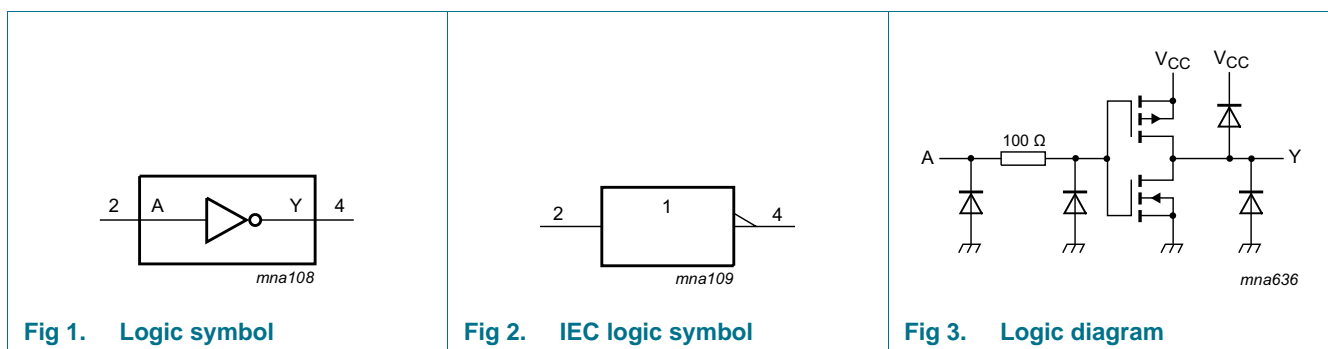 2
A
Y
4
mna108
Fig 1. Logic symbol
2
1
4
mna109
Fig 2. IEC logic symbol
VCC
VCC
100 Ω
A
Y
mna636
Fig 3. Logic diagram